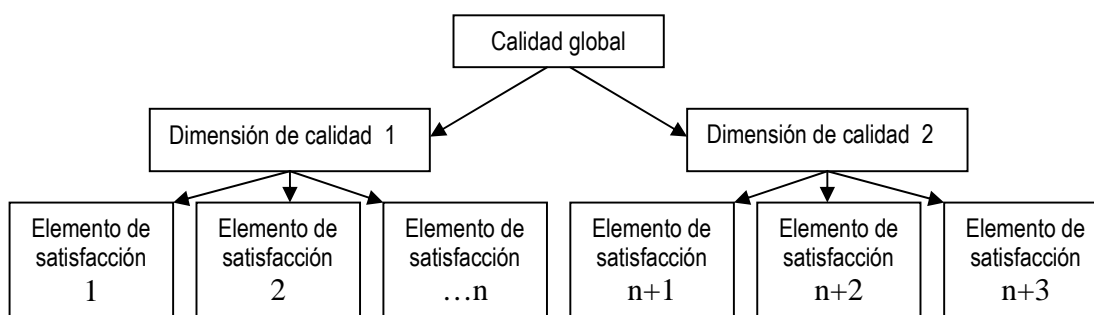 Calidad global
Dimensión de calidad 1
Dimensión de calidad 2
Elemento de
satisfacción
1
Elemento de
satisfacción
2
Elemento de
satisfacción
…n
Elemento de
satisfacción
n+1
Elemento de
satisfacción
n+2
Elemento de
satisfacción
n+3